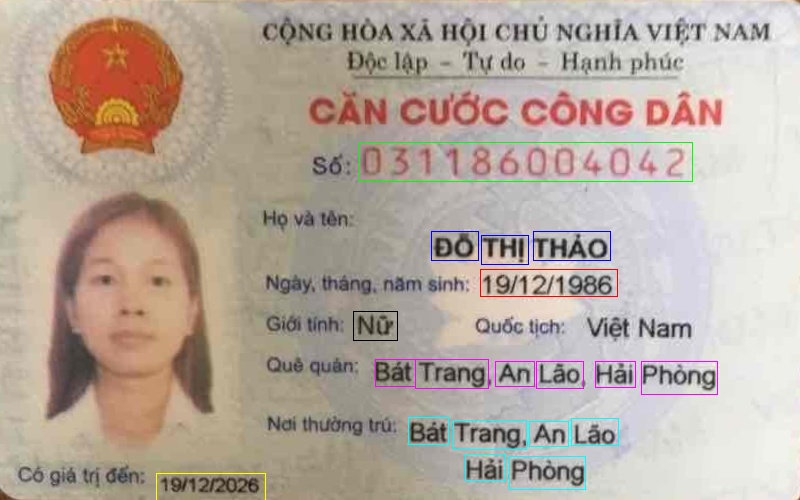 CỘNG HÒA XÃ HỘI CHỦ NGHĨA VIỆT NAM
Độc lập - Tự do - Hạnh phúc
CĂN CƯỚC CÔNG DÂN
Số: 031186004042
Họ và tên:
ĐỖ THỊ THẢO
Ngày, tháng, năm sinh: 19/12/1986
Giới tính: Nữ Quốc tịch: Việt Nam
Quê quán: Bát Trang, An Lão, Hải Phòng
Nơi thường trú: Bát Trang, An Lão
Hải Phòng
Có giá trị đến: 19/12/2026